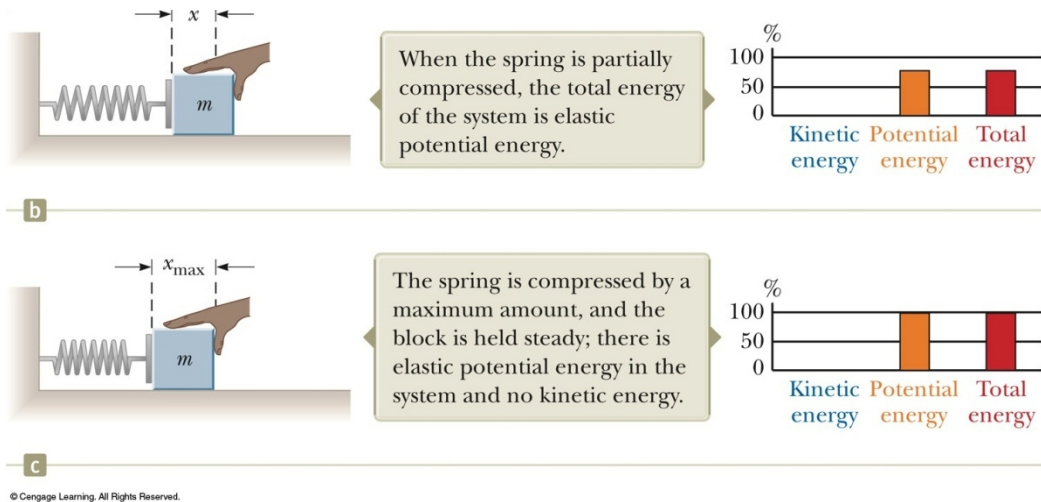 x
m
When the spring is partially
compressed, the total energy
of the system is elastic
potential energy.
%
100
50
0
Kinetic Potential Total
energy energy energy
b
xmax
m
The spring is compressed by a
maximum amount, and the
block is held steady; there is
elastic potential energy in the
system and no kinetic energy.
%
100
50
0
Kinetic Potential Total
energy energy energy
c
© Cengage Learning. All Rights Reserved.